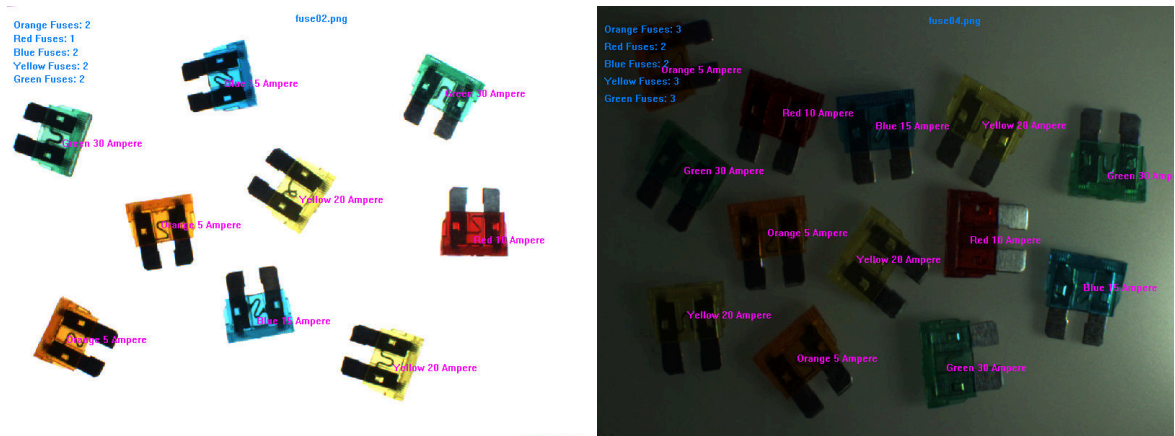 fuse02.png
Orange Fuses: 2
Red Fuses: 1
Blue Fuses: 2
Yellow Fuses: 2
Green Fuses: 2
Blue 15 Ampere
Green 30 Ampere
Green 30 Ampere
Yellow 20 Ampere
Orange 5 Ampere
Red 10 Ampere
Blue 15 Ampere
Orange 5 Ampere
Yellow 20 Ampere
fuse04.png
Orange Fuses: 3
Red Fuses: 2
Blue Fuses: 2
Yellow Fuses: 3
Green Fuses: 3
Orange 5 Ampere
Red 10 Ampere
Blue 15 Ampere
Yellow 20 Ampere
Green 30 Ampere
Green 30 Amp
Orange 5 Ampere
Red 10 Ampere
Yellow 20 Ampere
Blue 15 Ampere
Yellow 20 Ampere
Orange 5 Ampere
Green 30 Ampere